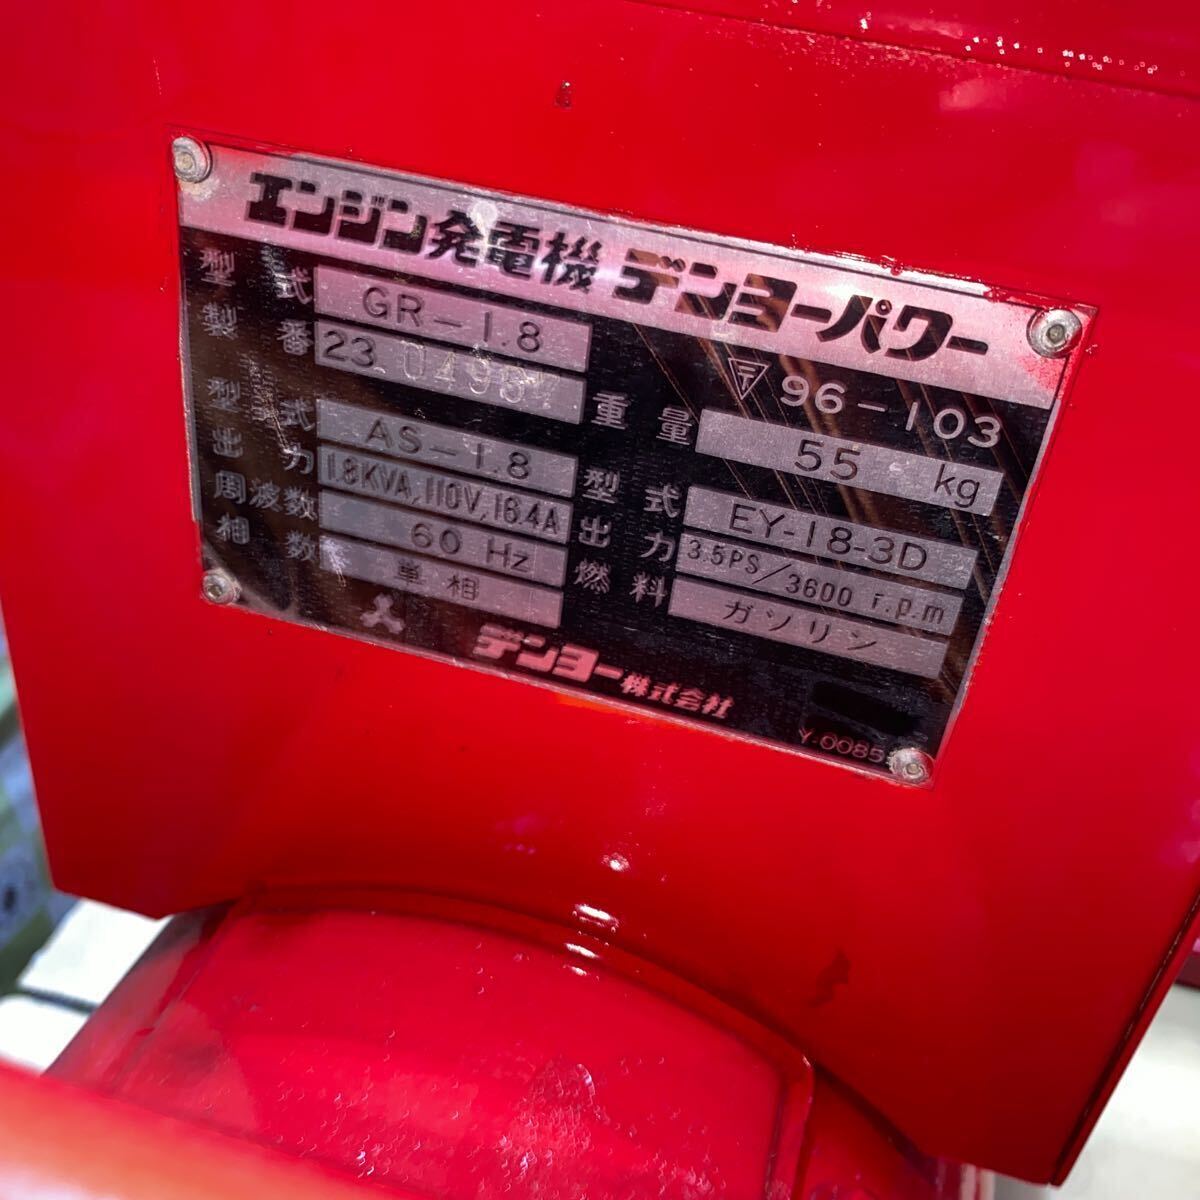 エンジン発電機 デンヨーパワー
型式 GR-1.8
〒 96-103
製番 23
重量 55 kg
型式 AS-1.8
型式 EY-18-3D
出力 1.8KVA, 110V, 16.4A
出力 3.5PS/3600 r.p.m
周波数 60 Hz
燃料 ガソリン
相数 単相
デンヨー株式会社